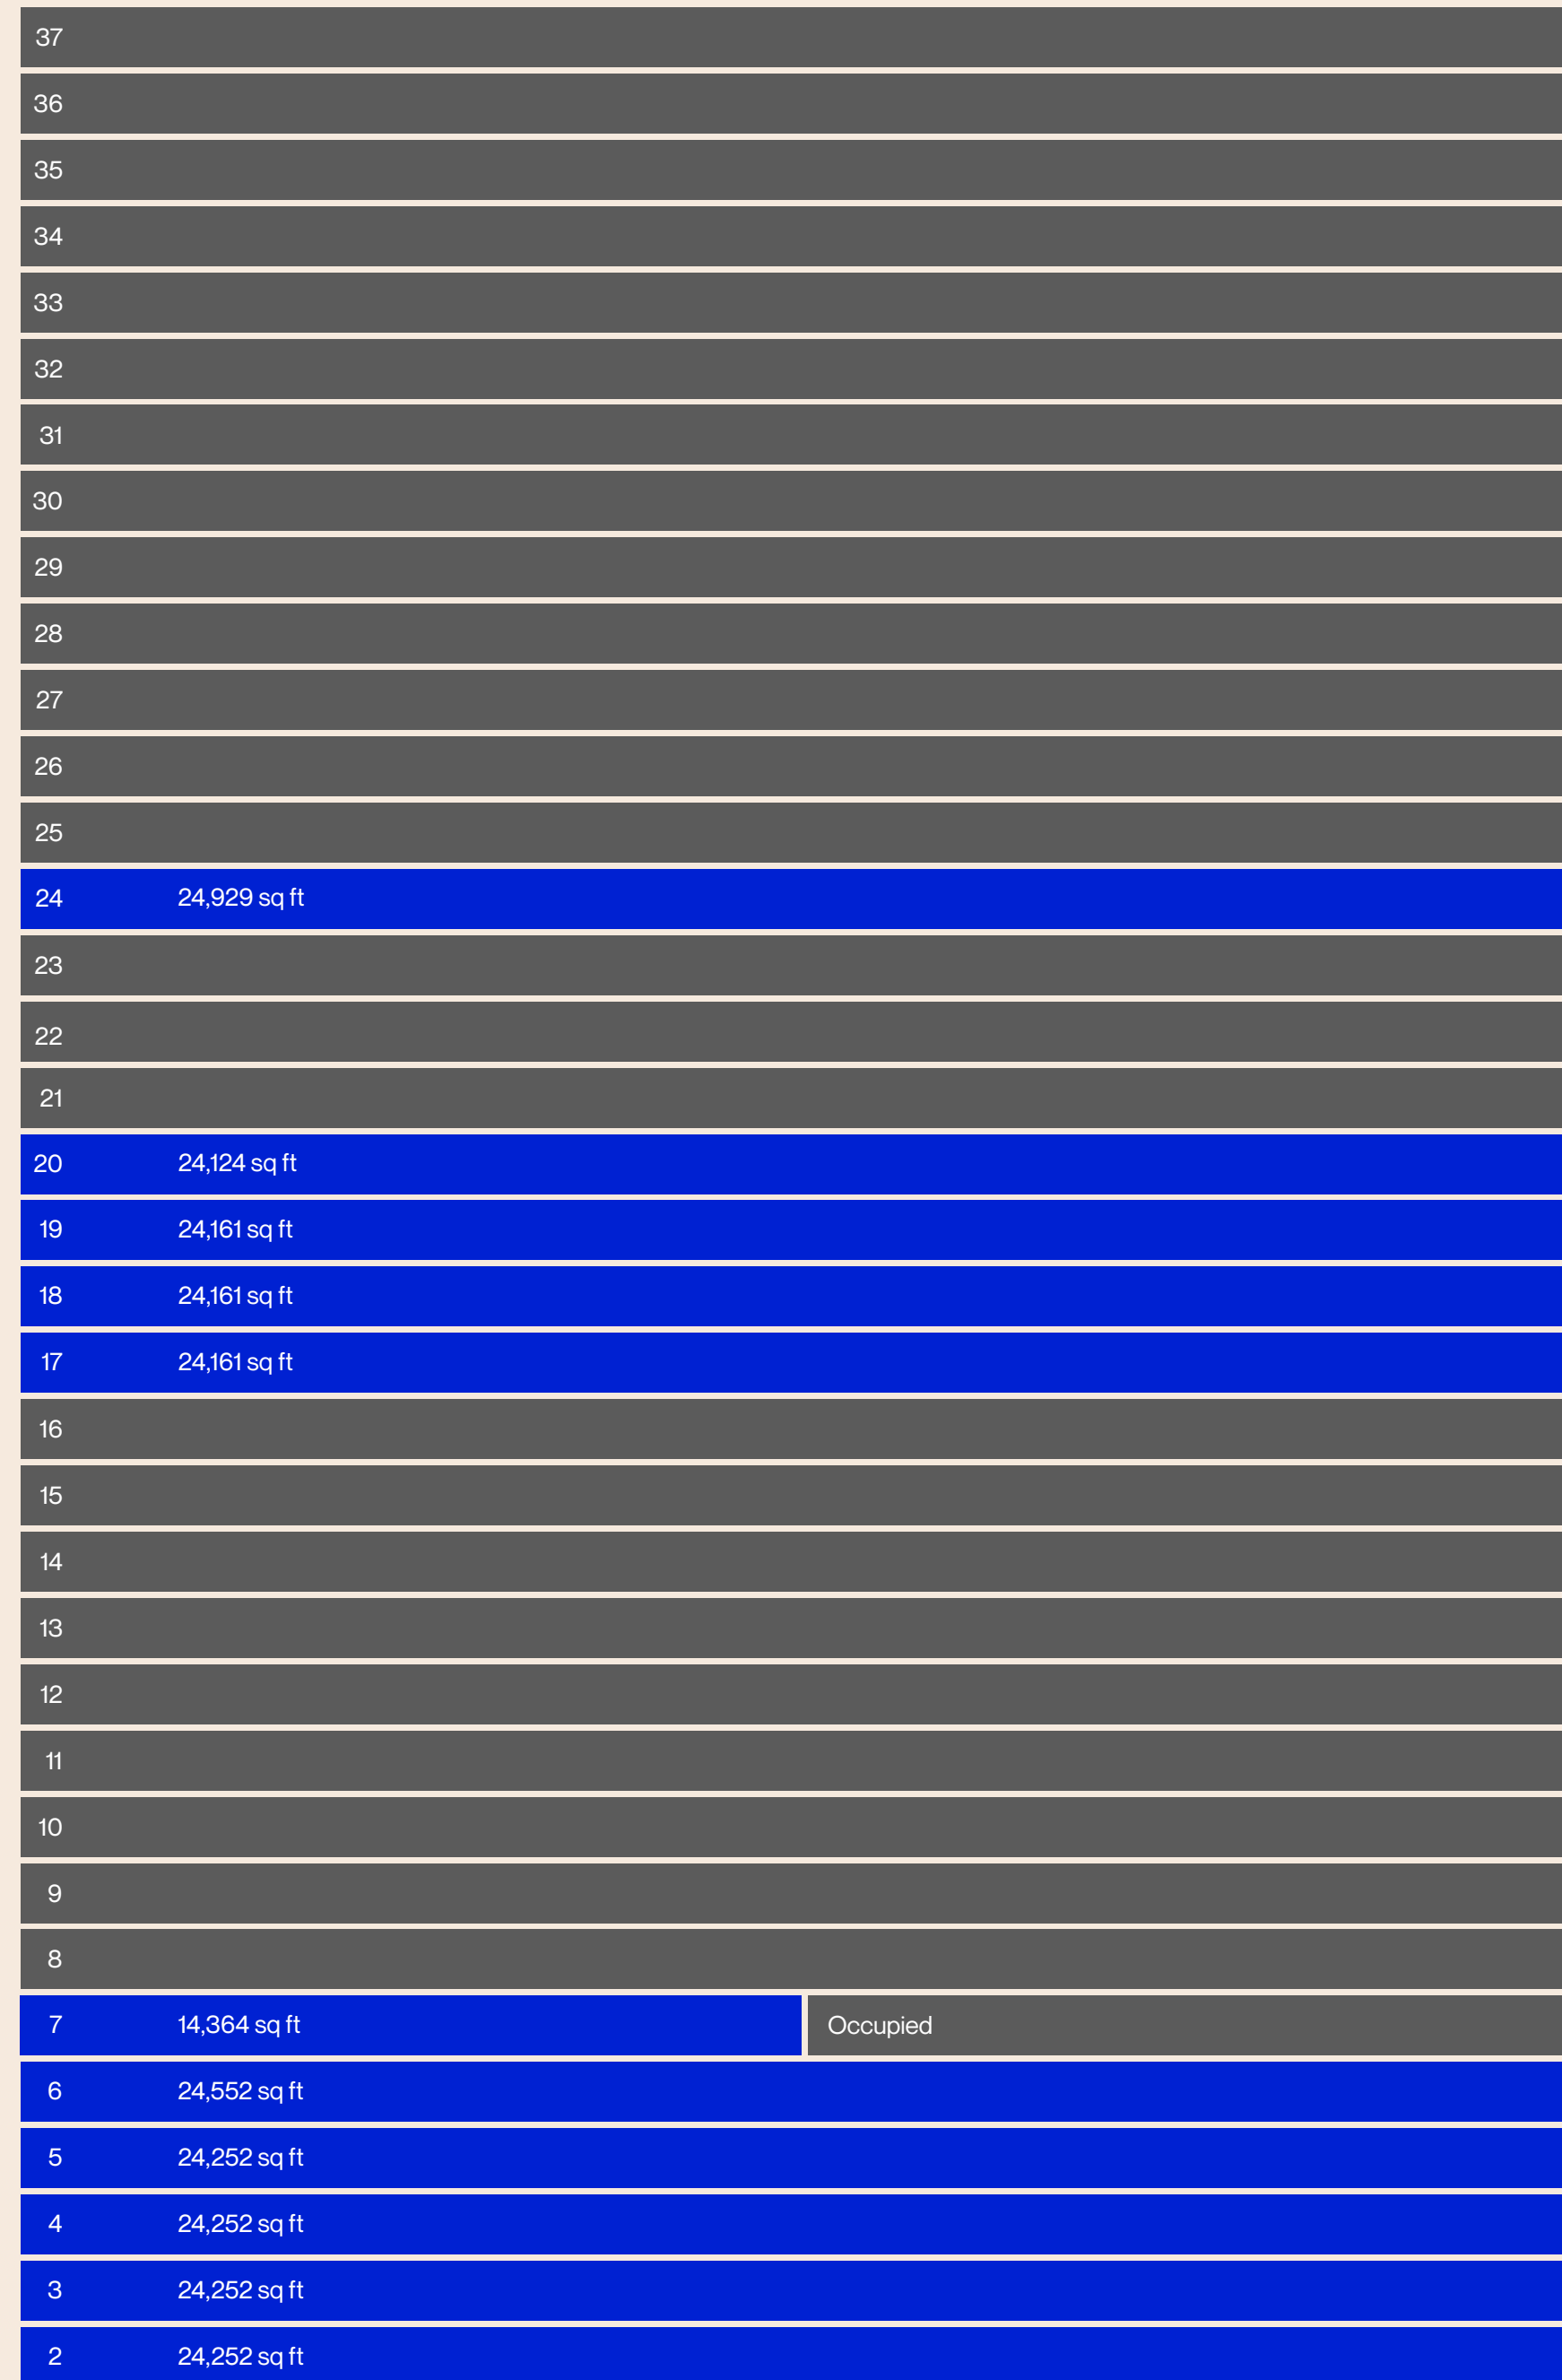 37
36
35
34
33
32
31
30
29
28
27
26
25
24 24,929 sq ft
23
22
21
20 24,124 sq ft
19 24,161 sq ft
18 24,161 sq ft
17 24,161 sq ft
16
15
14
13
12
11
10
9
8
7 14,364 sq ft Occupied
6 24,552 sq ft
5 24,252 sq ft
4 24,252 sq ft
3 24,252 sq ft
2 24,252 sq ft